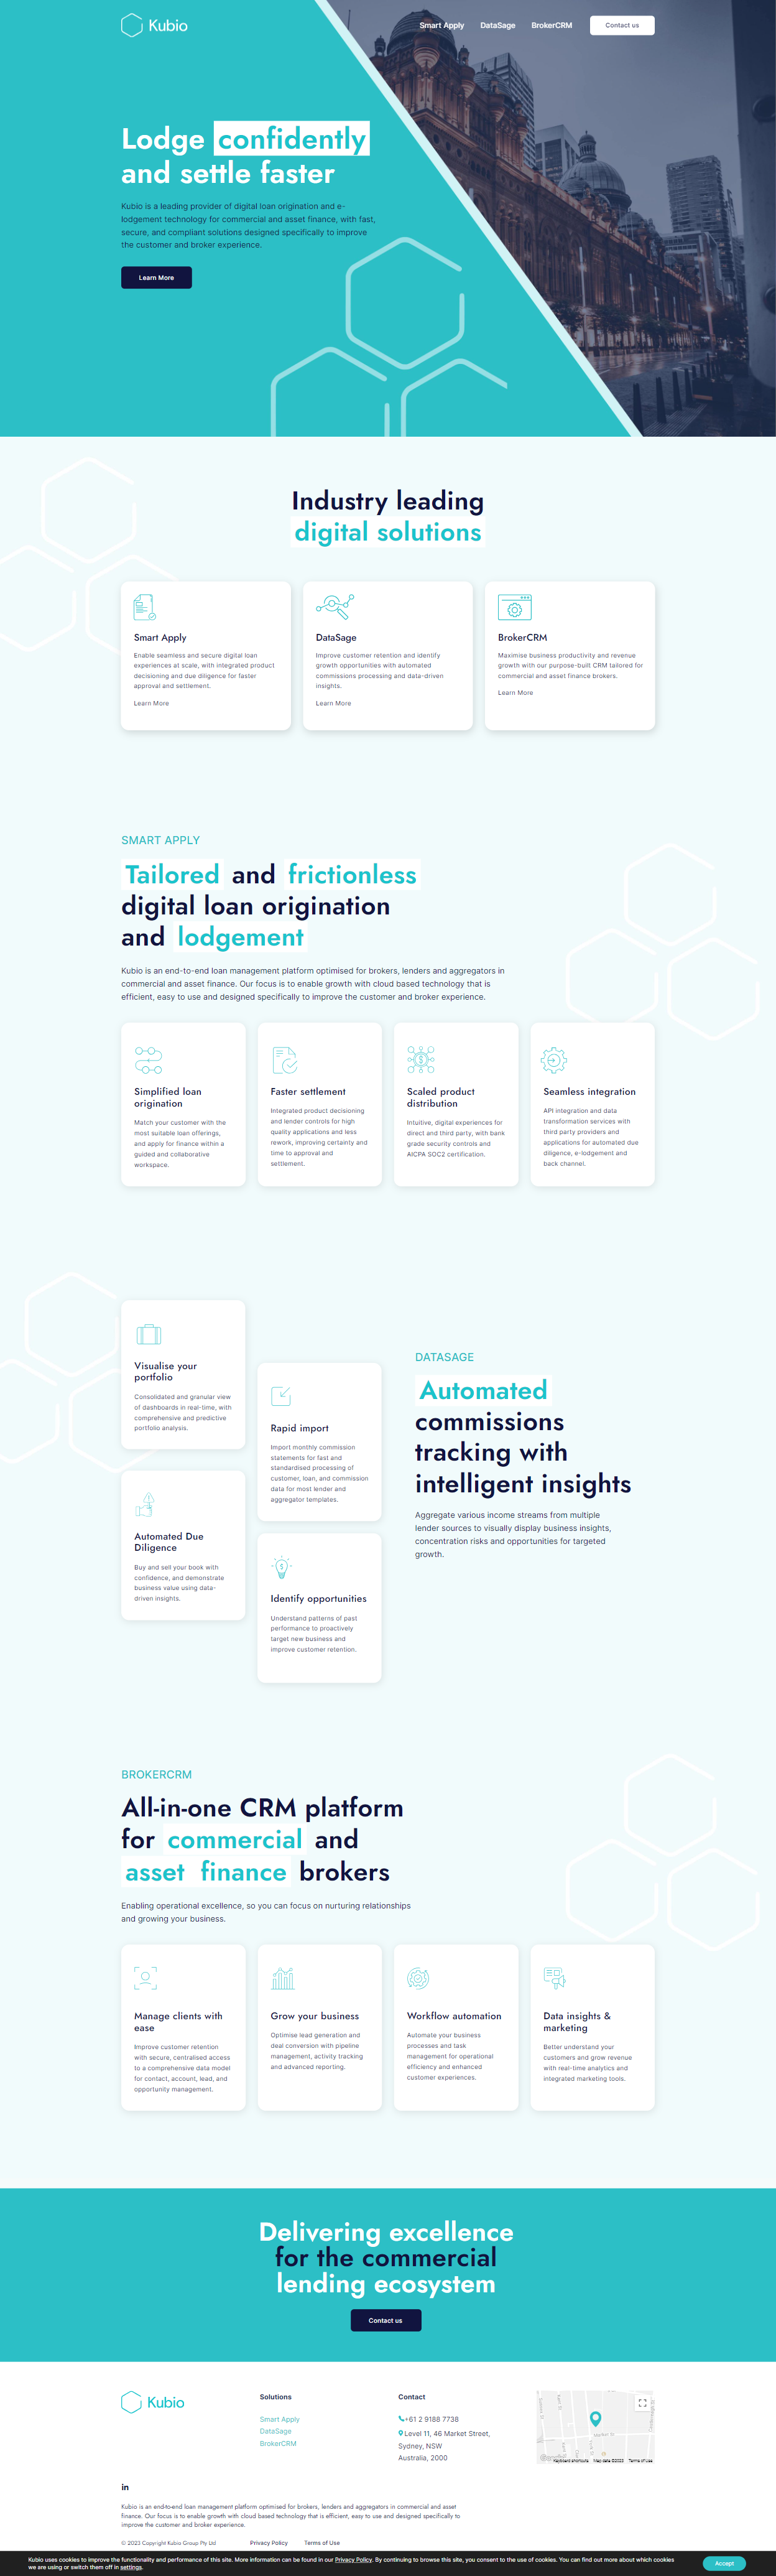 Kubio
Smart Apply
DataSage
BrokerCRM
Contact us
Lodge confidently
and settle faster
Kubio is a leading provider of digital loan origination and e-
lodgement technology for commercial and asset finance, with fast,
secure, and compliant solutions designed specifically to improve
the customer and broker experience.
Learn More
Industry leading
digital solutions
Smart Apply
Enable seamless and secure digital loan
experiences at scale, with integrated product
decisioning and due diligence for faster
approval and settlement.
Learn More
DataSage
Improve customer retention and identify
growth opportunities with automated
commissions processing and data-driven
insights.
Learn More
BrokerCRM
Maximise business productivity and revenue
growth with our purpose-built CRM tailored for
commercial and asset finance brokers.
Learn More
SMART APPLY
Tailored and frictionless
digital loan origination
and lodgement
Kubio is an end-to-end loan management platform optimised for brokers, lenders and aggregators in
commercial and asset finance. Our focus is to enable growth with cloud based technology that is
efficient, easy to use and designed specifically to improve the customer and broker experience.
Simplified loan
origination
Match your customer with the
most suitable loan offerings,
and apply for finance within a
guided and collaborative
workspace.
Faster settlement
Integrated product decisioning
and lender controls for high
quality applications and less
rework, improving certainty and
time to approval and
settlement.
Scaled product
distribution
Intuitive, digital experiences for
direct and third party, with bank
grade security controls and
AICPA SOC2 certification.
Seamless integration
API integration and data
transformation services with
third party providers and
applications for automated due
diligence, e-lodgement and
back channel.
Visualise your
portfolio
Consolidated and granular view
of dashboards in real-time, with
comprehensive and predictive
portfolio analysis.
Automated Due
Diligence
Buy and sell your book with
confidence, and demonstrate
business value using data-
driven insights.
Rapid import
Import monthly commission
statements for fast and
standardised processing of
customer, loan, and commission
data for most lender and
aggregator templates.
Identify opportunities
Understand patterns of past
performance to proactively
target new business and
improve customer retention.
DATASAGE
Automated
commissions
tracking with
intelligent insights
Aggregate various income streams from multiple
lender sources to visually display business insights,
concentration risks and opportunities for targeted
growth.
BROKERCRM
All-in-one CRM platform
for commercial and
asset finance brokers
Enabling operational excellence, so you can focus on nurturing relationships
and growing your business.
Manage clients with
ease
Improve customer retention
with secure, centralised access
to a comprehensive data model
for contact, account, lead, and
opportunity management.
Grow your business
Optimise lead generation and
deal conversion with pipeline
management, activity tracking
and advanced reporting.
Workflow automation
Automate your business
processes and task
management for operational
efficiency and enhanced
customer experiences.
Data insights &
marketing
Better understand your
customers and grow revenue
with real-time analytics and
integrated marketing tools.
Delivering excellence
for the commercial
lending ecosystem
Contact us
Kubio
Solutions
Smart Apply
DataSage
BrokerCRM
Contact
+61 2 9188 7738
Level 11, 46 Market Street,
Sydney, NSW
Australia, 2000
Keyboard shortcuts Map data ©2023 Terms of Use
in
Kubio is an end-to-end loan management platform optimised for brokers, lenders and aggregators in commercial and asset
finance. Our focus is to enable growth with cloud based technology that is efficient, easy to use and designed specifically to
improve the customer and broker experience.
© 2023 Copyright Kubio Group Pty Ltd
Privacy Policy
Terms of Use
Kubio uses cookies to improve the functionality and performance of this site. More information can be found in our Privacy Policy. By continuing to browse this site, you consent to the use of cookies. You can find out more about which cookies
we are using or switch them off in settings.
Accept